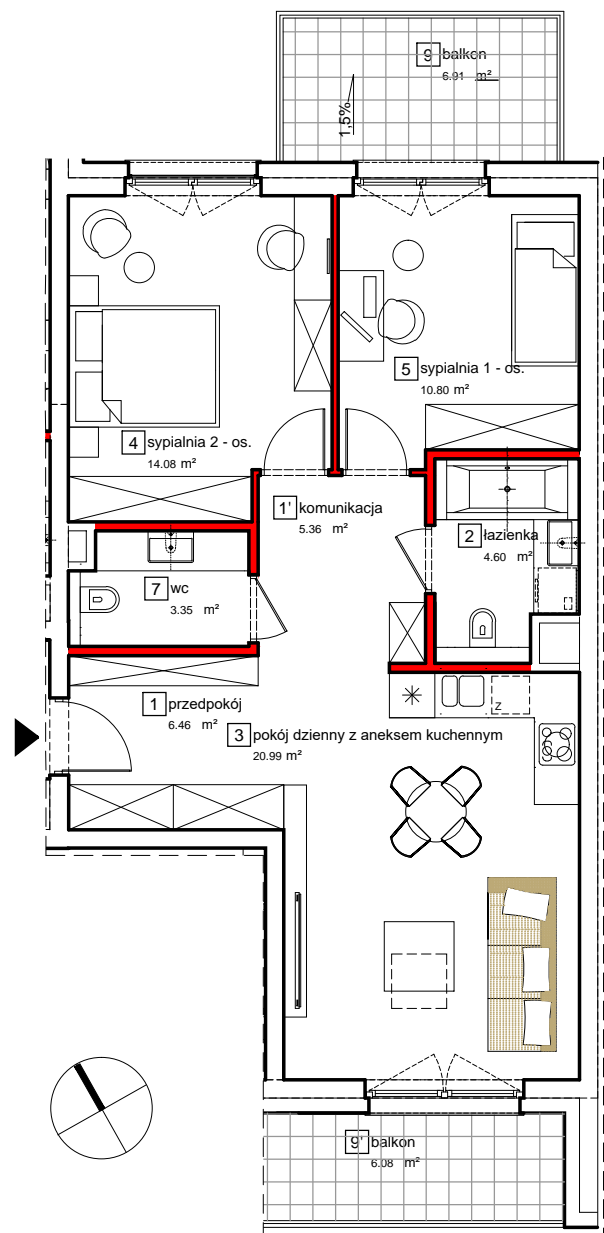 9 balkon
6.91 m²
1,5%
5 sypialnia 1 - os.
10.80 m²
4 sypialnia 2 - os.
14.08 m²
1' komunikacja
5.36 m²
2 łazienka
4.60 m²
7 wc
3.35 m²
1 przedpokój
6.46 m²
Z
3 pokój dzienny z aneksem kuchennym
20.99 m²
9' balkon
6.08 m²